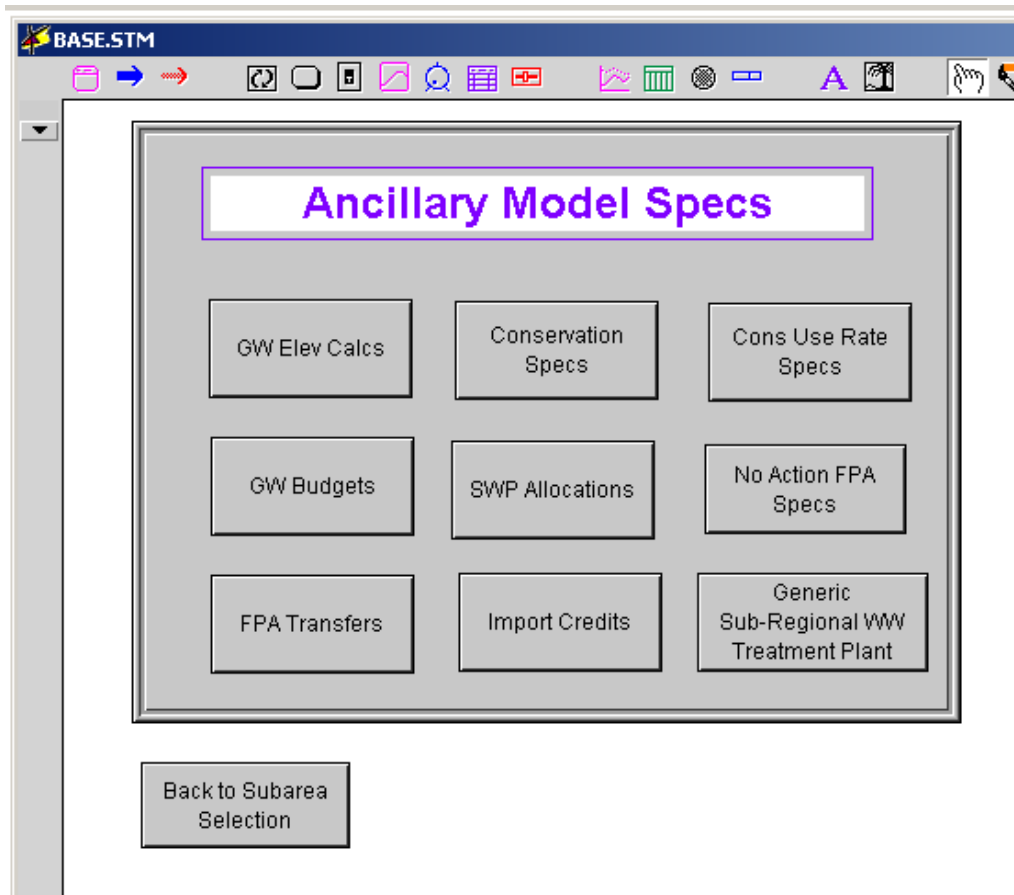 BASE.STM
A
Ancillary Model Specs
GW Elev Calcs
Conservation
Specs
Cons Use Rate
Specs
GW Budgets
SWP Allocations
No Action FPA
Specs
FPA Transfers
Import Credits
Generic
Sub-Regional WW
Treatment Plant
Back to Subarea
Selection